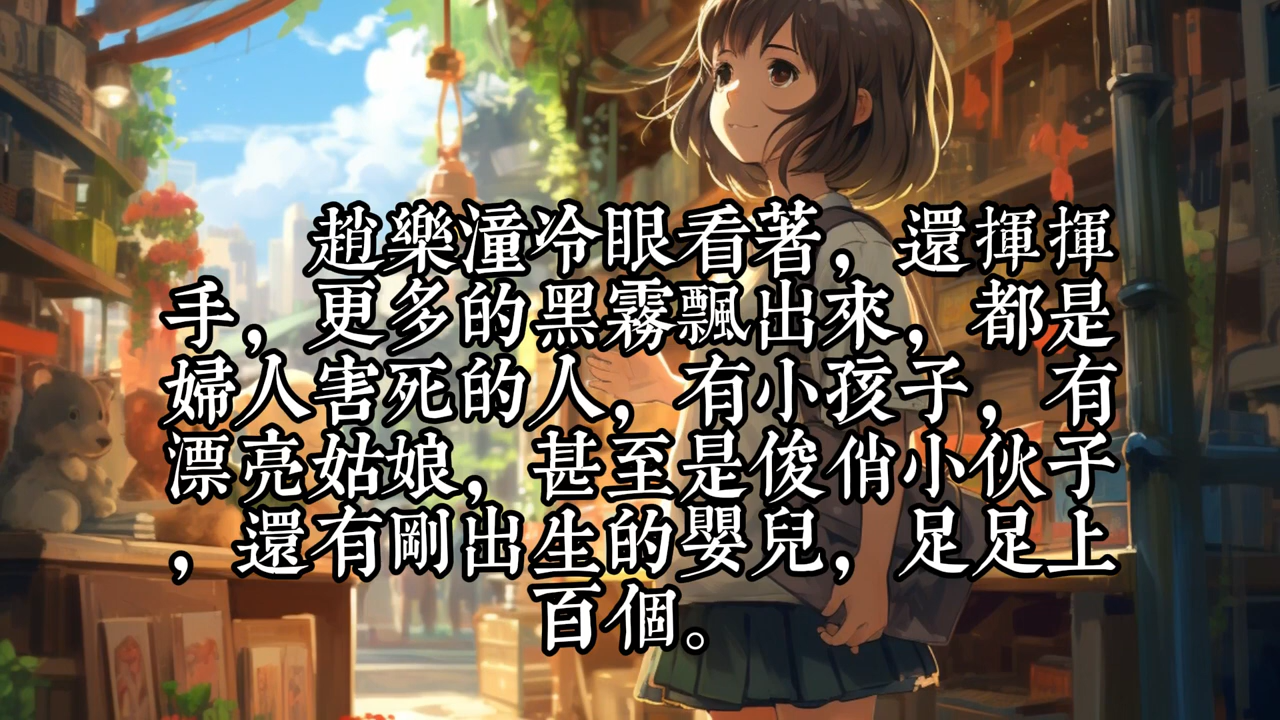 趙樂潼冷眼看著，還揮揮
手，更多的黑霧飄出來，都是
婦人害死的人，有小孩子，有
漂亮姑娘，甚至是俊俏小伙子
，還有剛出生的嬰兒，足足上
百個。